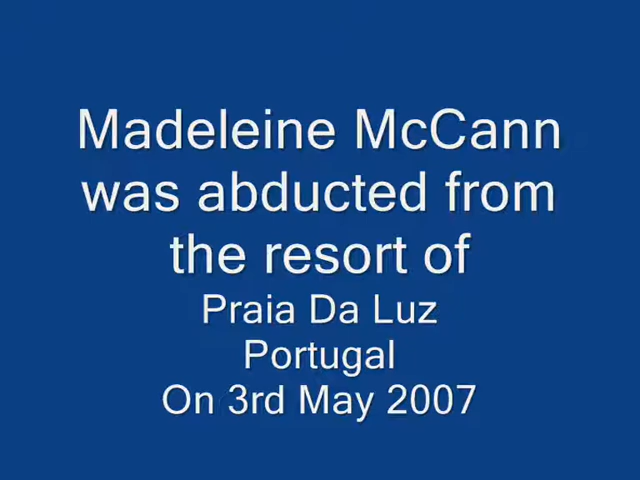 Madeleine McCann
was abducted from
the resort of
Praia Da Luz
Portugal
On 3rd May 2007